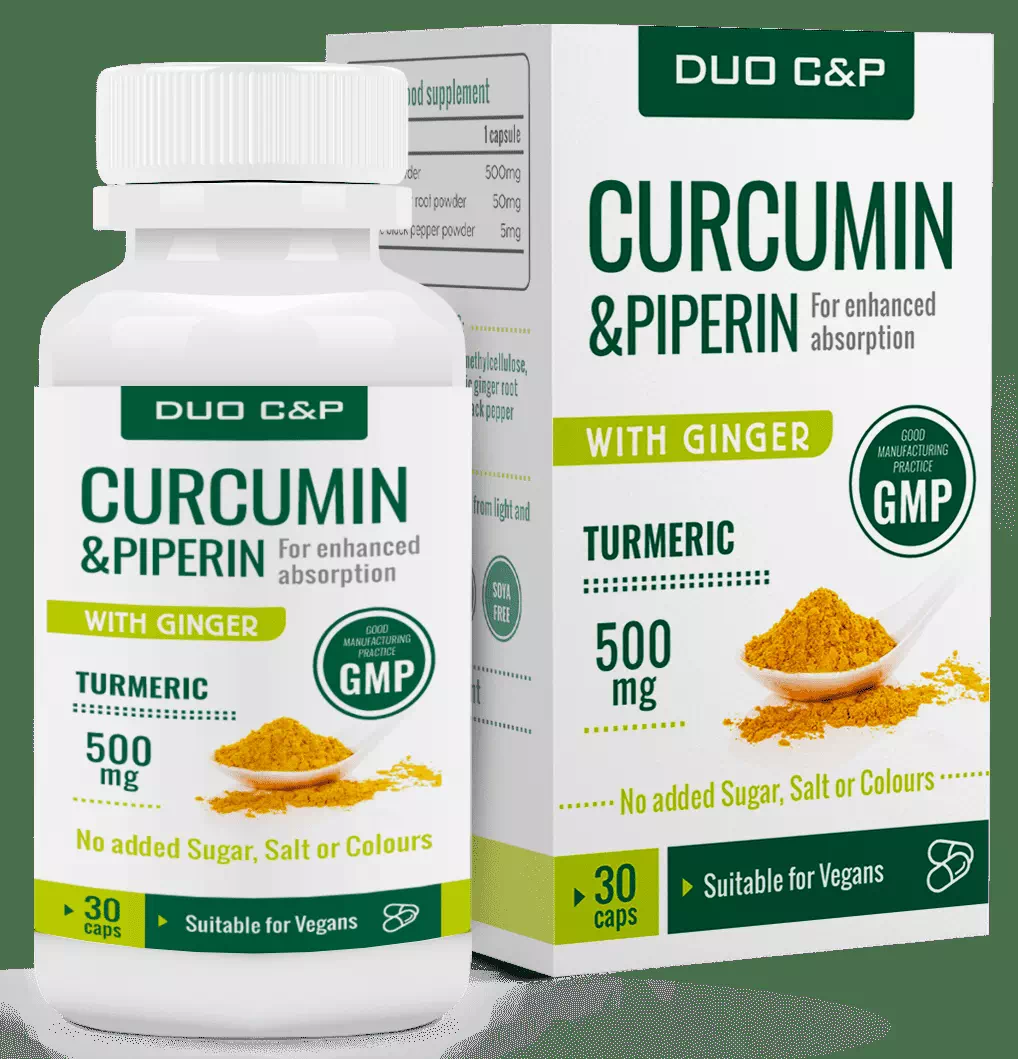 DUO C&P
CURCUMIN
&PIPERIN
For enhanced
absorption
WITH GINGER
GOOD
MANUFACTURING
PRACTICE
GMP
TURMERIC
500
mg
No added Sugar, Salt or Colours
30
caps
Suitable for Vegans
supplement
1 capsule
500mg
root powder 50mg
black pepper powder 5mg
ginger root
pepper
from light and
SOYA
FREE
DUO C&P
CURCUMIN
&PIPERIN
For enhanced
absorption
WITH GINGER
GOOD
MANUFACTURING
PRACTICE
GMP
TURMERIC
500
mg
No added Sugar, Salt or Colours
30
caps
Suitable for Vegans